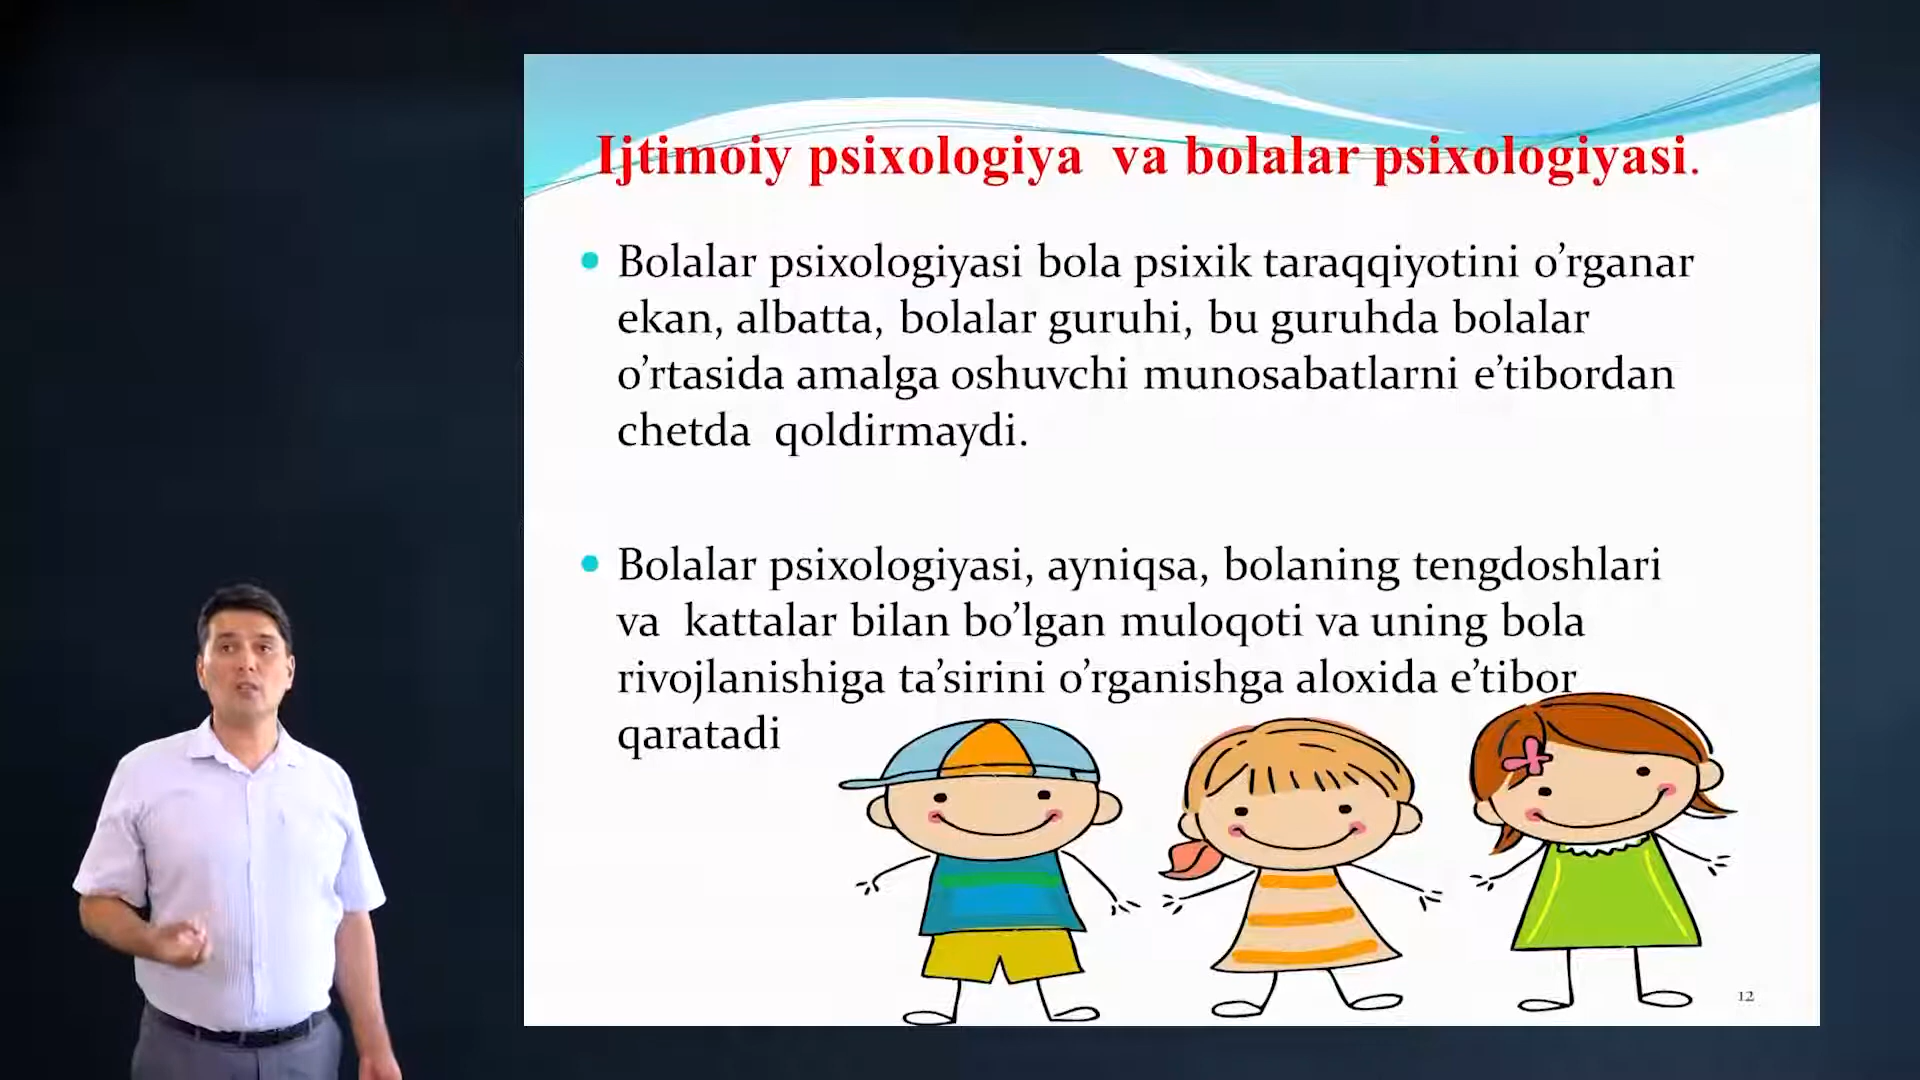 Ijtimoiy psixologiya va bolalar psixologiyasi.
Bolalar psixologiyasi bola psixik taraqqiyotini o’rganar
ekan, albatta, bolalar guruhi, bu guruhda bolalar
o’rtasida amalga oshuvchi munosabatlarni e’tibordan
chetda qoldirmaydi.
Bolalar psixologiyasi, ayniqsa, bolaning tengdoshlari
va kattalar bilan bo’lgan muloqoti va uning bola
rivojlanishiga ta’sirini o’rganishga aloxida e’tibor
qaratadi
12